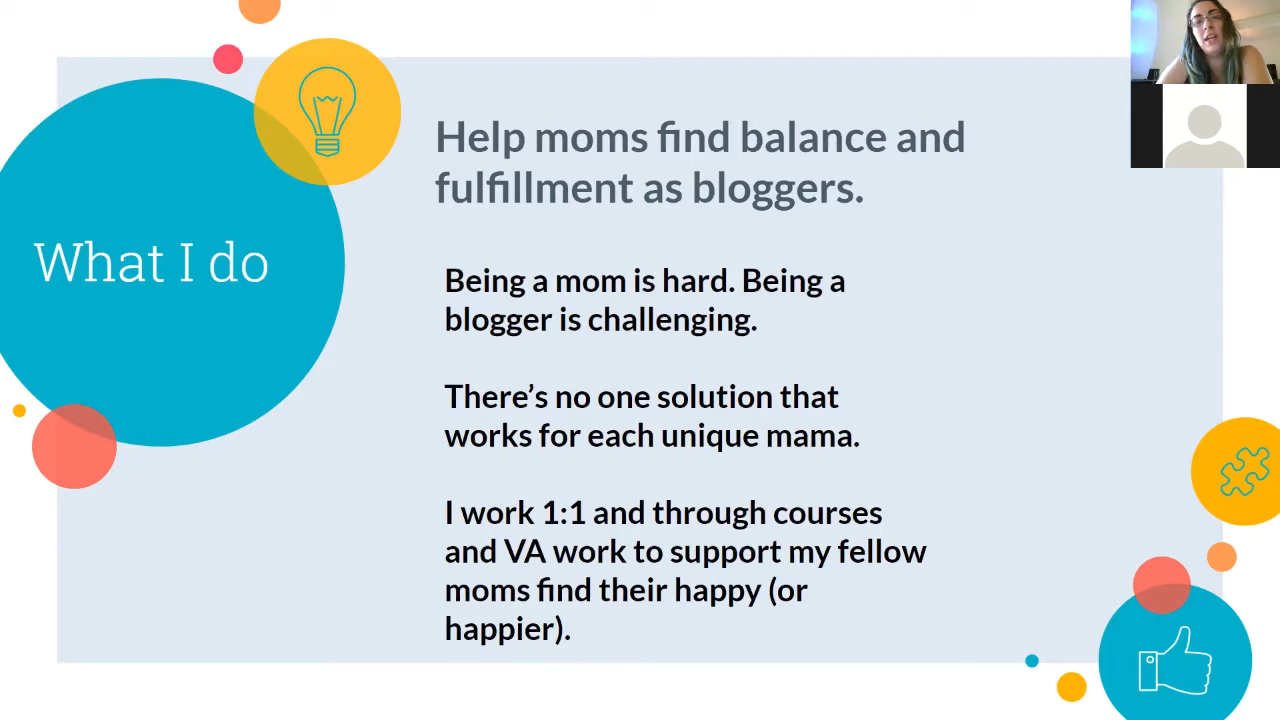 What I do
Help moms find balance and
fulfillment as bloggers.
Being a mom is hard. Being a
blogger is challenging.
There's no one solution that
works for each unique mama.
I work 1:1 and through courses
and VA work to support my fellow
moms find their happy (or
happier).